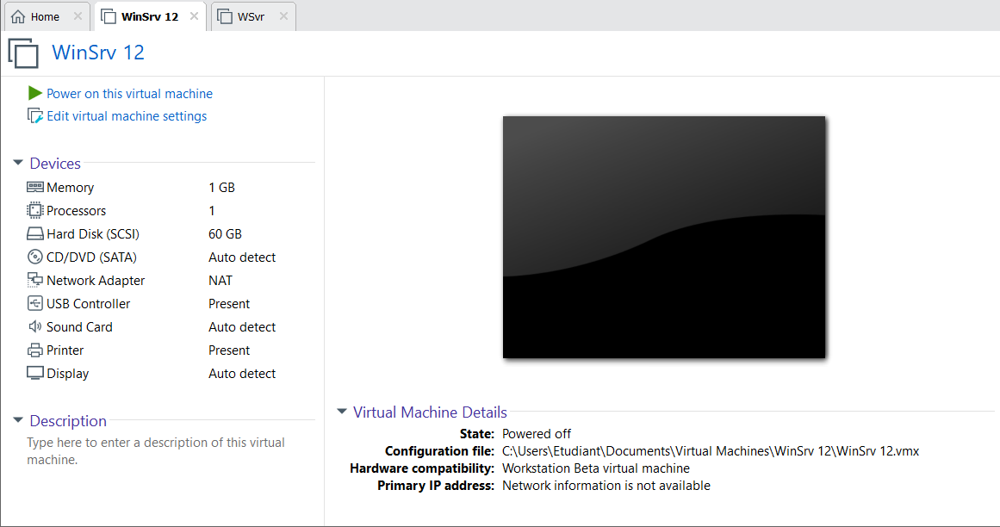 Home
WinSrv 12
WSvr
WinSrv 12
Power on this virtual machine
Edit virtual machine settings
Devices
Memory 1 GB
Processors 1
Hard Disk (SCSI) 60 GB
CD/DVD (SATA) Auto detect
Network Adapter NAT
USB Controller Present
Sound Card Auto detect
Printer Present
Display Auto detect
Description
Type here to enter a description of this virtual
machine.
Virtual Machine Details
State: Powered off
Configuration file: C:\Users\Etudiant\Documents\Virtual Machines\WinSrv 12\WinSrv 12.vmx
Hardware compatibility: Workstation Beta virtual machine
Primary IP address: Network information is not available